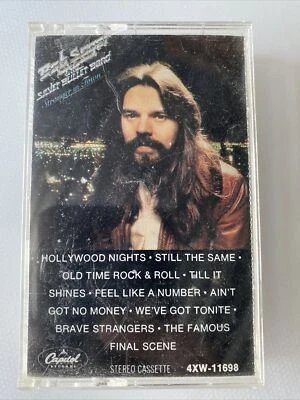 Bob Seger
SILVER BULLET BAND
Stranger in Town
HOLLYWOOD NIGHTS · STILL THE SAME ·
OLD TIME ROCK & ROLL · TILL IT
SHINES · FEEL LIKE A NUMBER · AIN'T
GOT NO MONEY · WE'VE GOT TONITE ·
BRAVE STRANGERS · THE FAMOUS
FINAL SCENE
Capitol
RECORDS
STEREO CASSETTE 4XW-11698